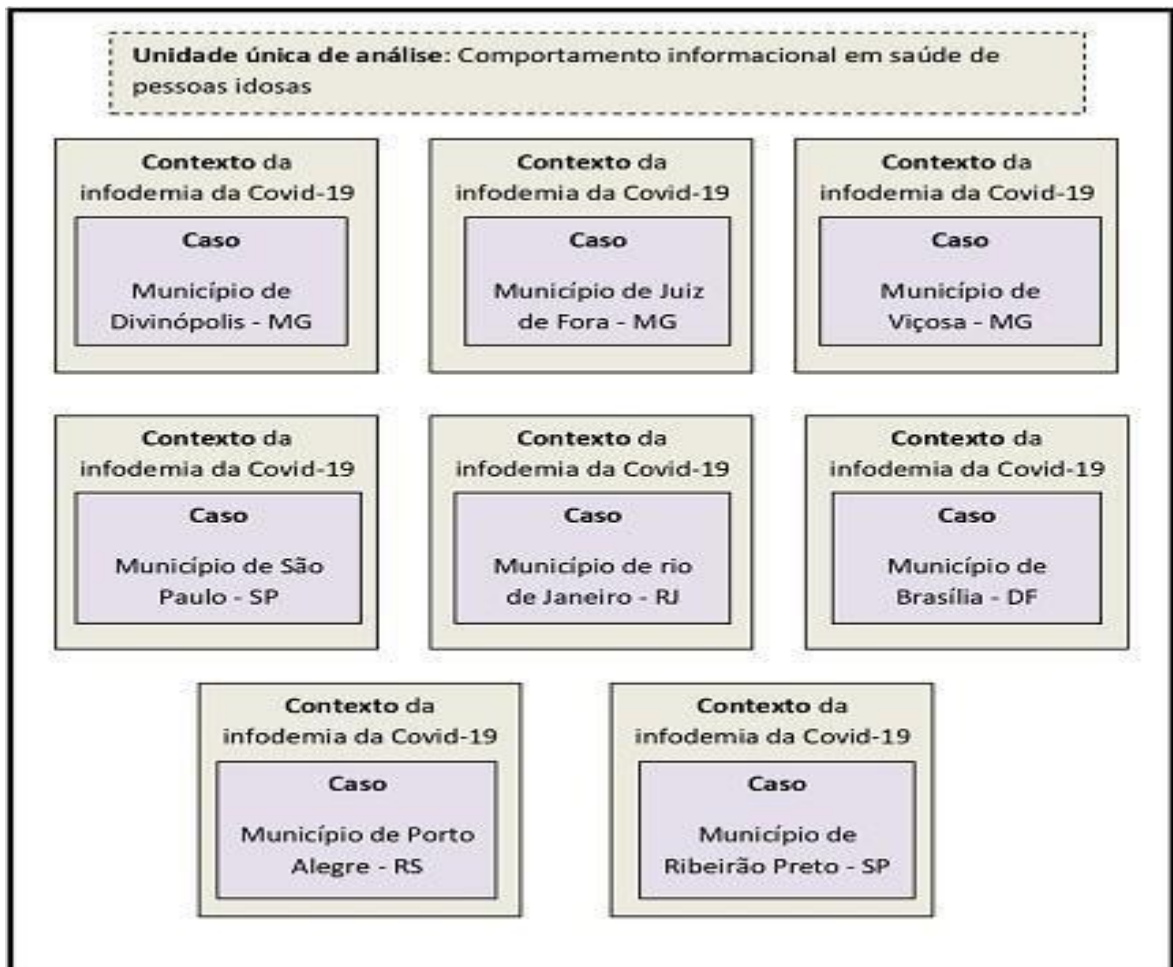 Unidade única de análise: Comportamento informacional em saúde de
pessoas idosas
Contexto da
infodemia da Covid-19
Caso
Município de
Divinópolis - MG
Contexto da
infodemia da Covid-19
Caso
Município de Juiz
de Fora - MG
Contexto da
infodemia da Covid-19
Caso
Município de
Viçosa - MG
Contexto da
infodemia da Covid-19
Caso
Município de São
Paulo - SP
Contexto da
infodemia da Covid-19
Caso
Município de rio
de Janeiro - RJ
Contexto da
infodemia da Covid-19
Caso
Município de
Brasília - DF
Contexto da
infodemia da Covid-19
Caso
Município de Porto
Alegre - RS
Contexto da
infodemia da Covid-19
Caso
Município de
Ribeirão Preto - SP